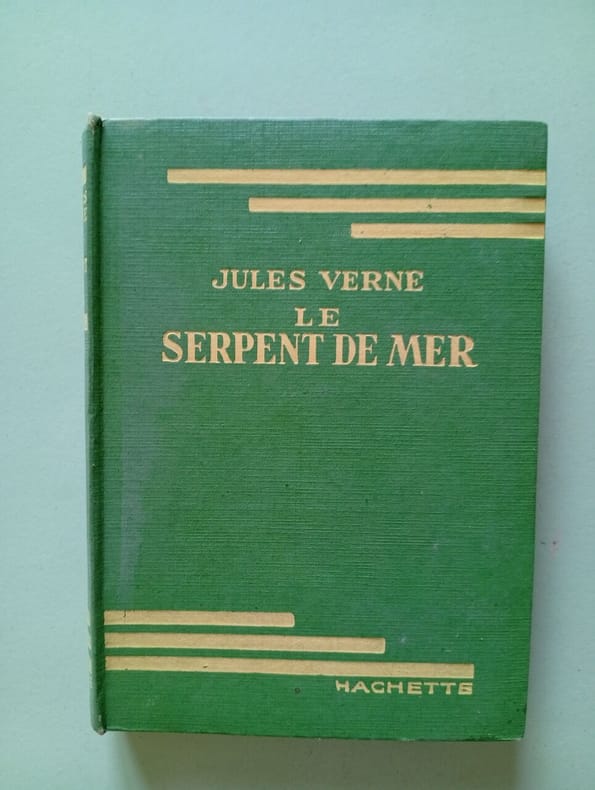 JULES VERNE
LE
SERPENT DE MER
HACHETTE